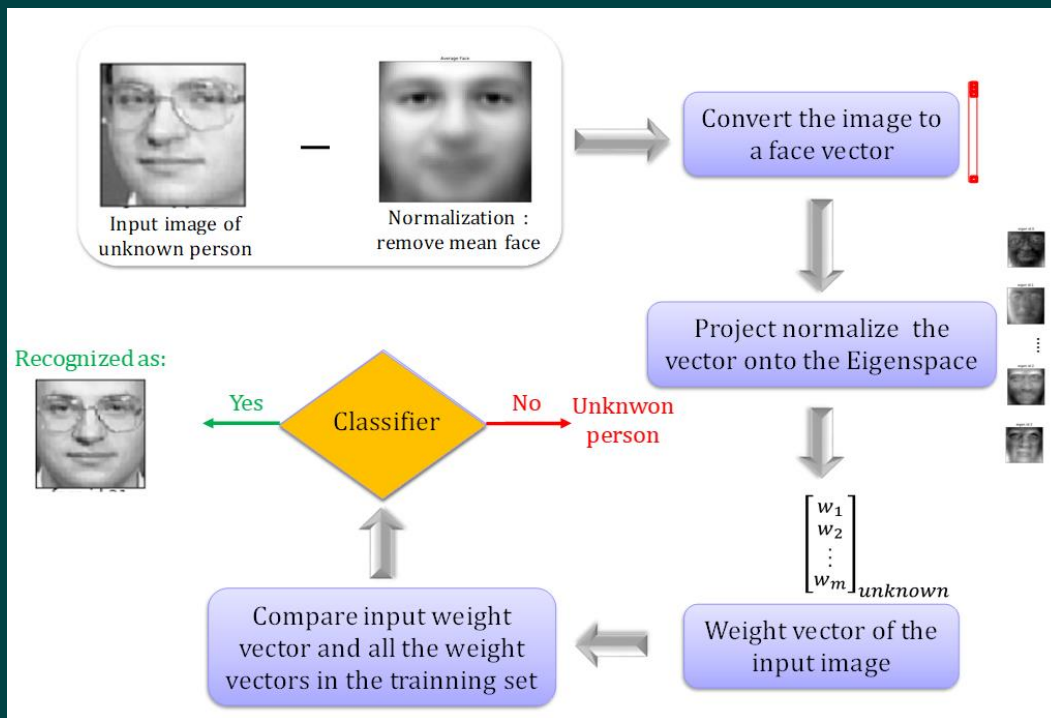 Average Face
Input image of
unknown person
−
Normalization :
remove mean face
Convert the image to
a face vector
Project normalize the
vector onto the Eigenspace
w1
w2
⋮
wm
unknown
Weight vector of the
input image
Compare input weight
vector and all the weight
vectors in the trainning set
Classifier
Yes
No
Recognized as:
Unknwon
person